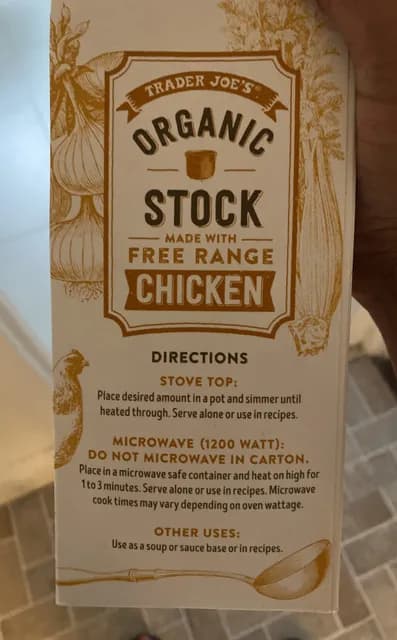 TRADER JOE'S®
ORGANIC
STOCK
MADE WITH
FREE RANGE
CHICKEN
DIRECTIONS
STOVE TOP:
Place desired amount in a pot and simmer until
heated through. Serve alone or use in recipes.
MICROWAVE (1200 WATT):
DO NOT MICROWAVE IN CARTON.
Place in a microwave safe container and heat on high for
1 to 3 minutes. Serve alone or use in recipes. Microwave
cook times may vary depending on oven wattage.
OTHER USES:
Use as a soup or sauce base or in recipes.